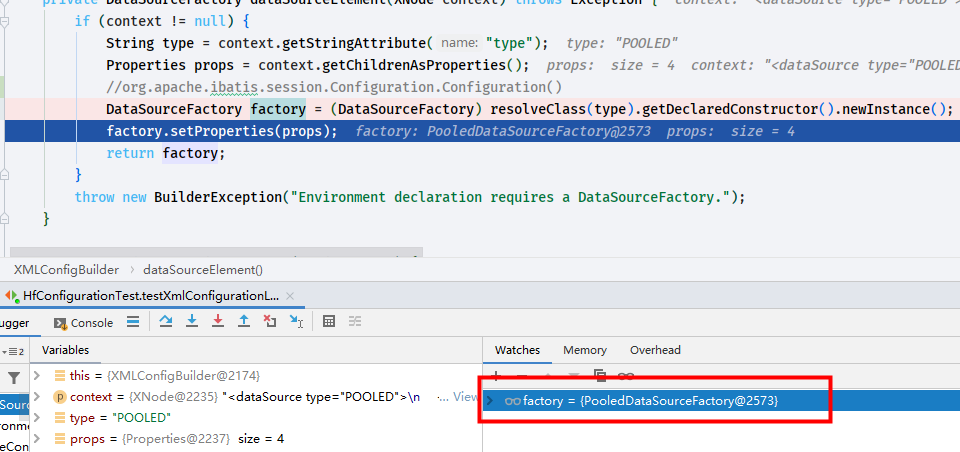 private DataSourceFactory dataSourceElement(XNode context) throws Exception {  context: "<dataSource type="POOLED">
if (context != null) {
String type = context.getStringAttribute( name: "type");  type: "POOLED"
Properties props = context.getChildrenAsProperties();  props:  size = 4  context: "<dataSource type="POOLED
//org.apache.ibatis.session.Configuration.Configuration()
DataSourceFactory factory = (DataSourceFactory) resolveClass(type).getDeclaredConstructor().newInstance();
factory.setProperties(props);  factory: PooledDataSourceFactory@2573  props:  size = 4
return factory;
}
throw new BuilderException("Environment declaration requires a DataSourceFactory.");
}
XMLConfigBuilder › dataSourceElement()
HfConfigurationTest.testXmlConfigurationL... ×
ugger Console
2 Variables
Watches Memory Overhead
this = {XMLConfigBuilder@2174}
context = {XNode@2235} "<dataSource type="POOLED">\n ... View
type = "POOLED"
props = {Properties@2237}  size = 4
factory = {PooledDataSourceFactory@2573}
Sour
ronme
eCon